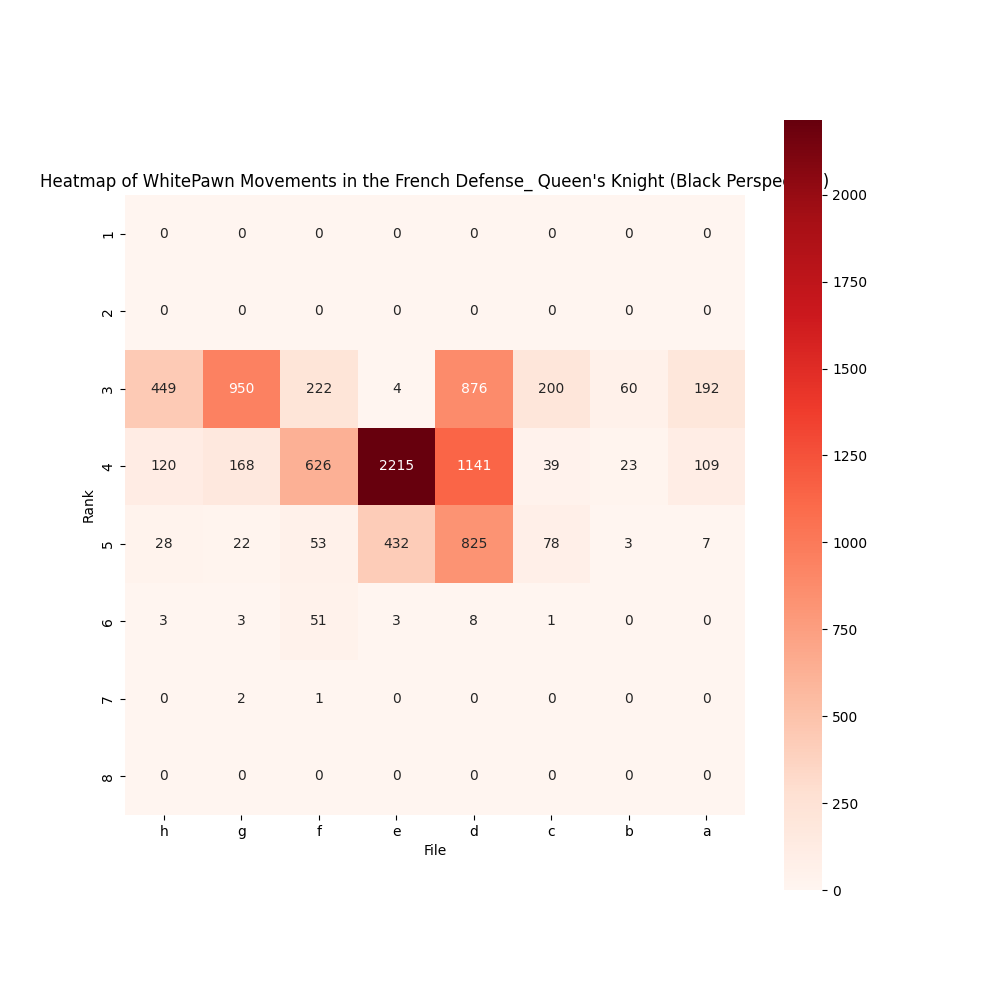 Heatmap of WhitePawn Movements in the French Defense_ Queen's Knight (Black Perspe )
1 0 0 0 0 0 0 0 0
2 0 0 0 0 0 0 0 0
3 449 950 222 4 876 200 60 192
4 120 168 626 2215 1141 39 23 109
5 28 22 53 432 825 78 3 7
6 3 3 51 3 8 1 0 0
7 0 2 1 0 0 0 0 0
8 0 0 0 0 0 0 0 0
h g f e d c b a
File
Rank
2000
1750
1500
1250
1000
750
500
250
0